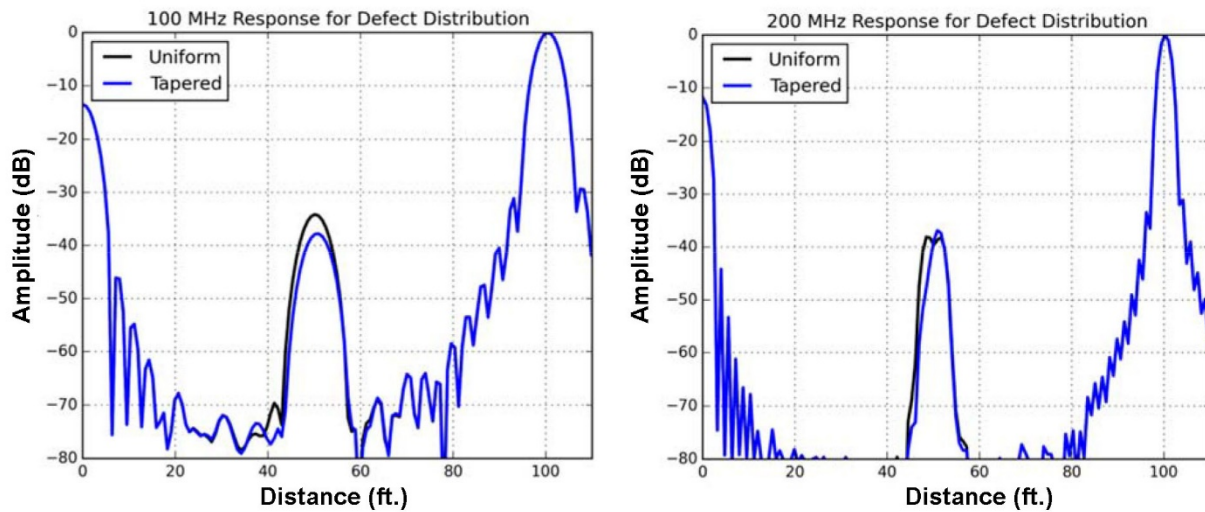 100 MHz Response for Defect Distribution
Uniform
Tapered
0
−10
−20
−30
−40
−50
−60
−70
−80
Amplitude (dB)
0 20 40 60 80 100
Distance (ft.)
200 MHz Response for Defect Distribution
Uniform
Tapered
0
−10
−20
−30
−40
−50
−60
−70
−80
Amplitude (dB)
0 20 40 60 80 100
Distance (ft.)